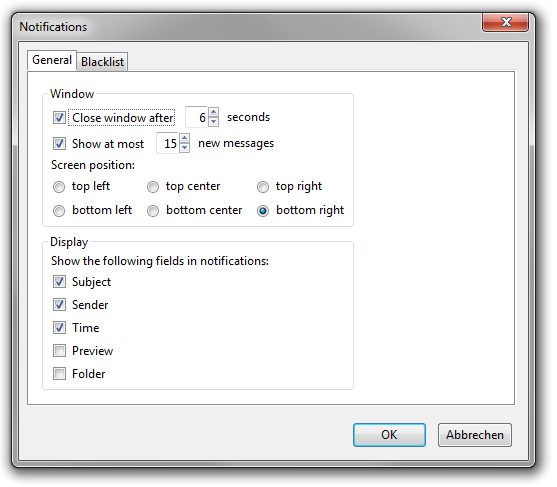 Notifications
General Blacklist
Window
Close window after 6 seconds
Show at most 15 new messages
Screen position:
top left top center top right
bottom left bottom center bottom right
Display
Show the following fields in notifications:
Subject
Sender
Time
Preview
Folder
OK Abbrechen